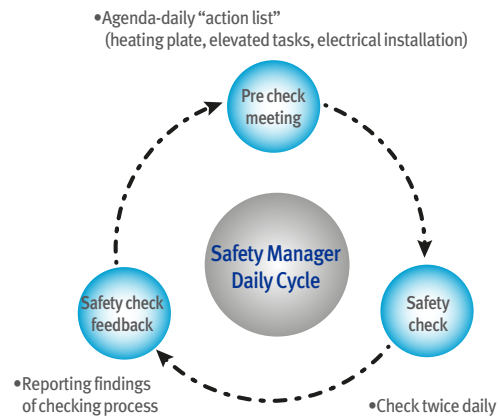 •Agenda-daily “action list”
(heating plate, elevated tasks, electrical installation)
Pre check
meeting
Safety Manager
Daily Cycle
Safety check
feedback
Safety
check
•Reporting findings
of checking process
•Check twice daily